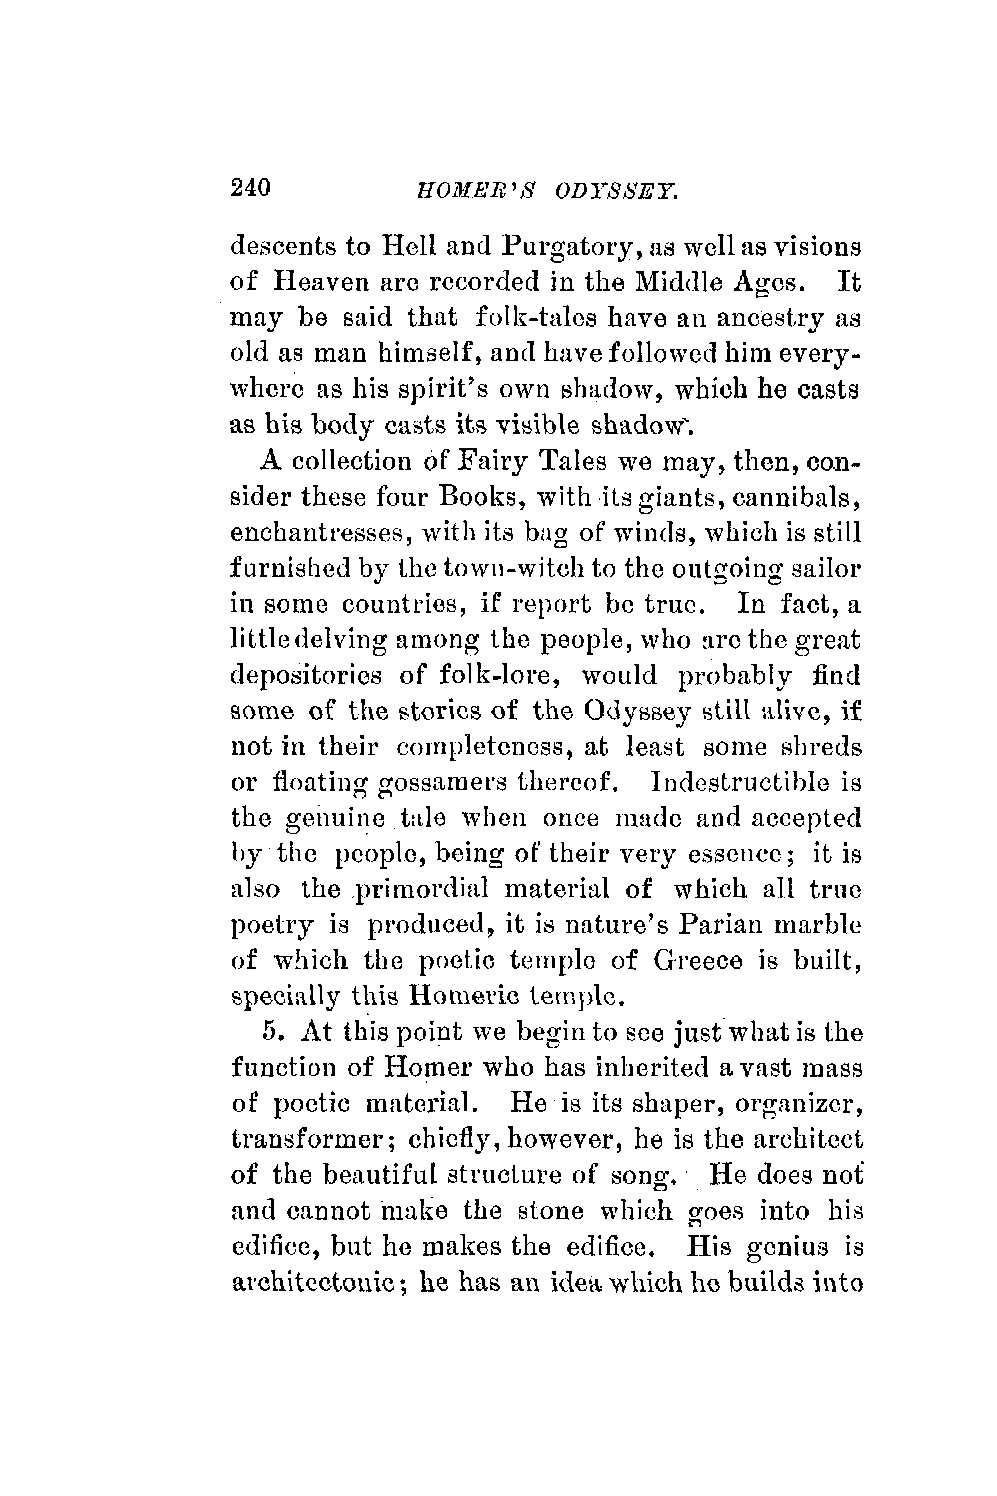 240 HOMER'S ODYSSEY.
descents to Hell and Purgatory, as well as visions
of Heaven are recorded in the Middle Ages. It
may be said that folk-tales have an ancestry as
old as man himself, and have followed him every-
where as his spirit's own shadow, which he casts
as his body casts its visible shadow.
A collection of Fairy Tales we may, then, con-
sider these four Books, with its giants, cannibals,
enchantresses, with its bag of winds, which is still
furnished by the town-witch to the outgoing sailor
in some countries, if report be true. In fact, a
little delving among the people, who are the great
depositories of folk-lore, would probably find
some of the stories of the Odyssey still alive, if
not in their completeness, at least some shreds
or floating gossamers thereof. Indestructible is
the genuine tale when once made and accepted
by the people, being of their very essence; it is
also the primordial material of which all true
poetry is produced, it is nature's Parian marble
of which the poetic temple of Greece is built,
specially this Homeric temple.
5. At this point we begin to see just what is the
function of Homer who has inherited a vast mass
of poetic material. He is its shaper, organizer,
transformer; chiefly, however, he is the architect
of the beautiful structure of song. He does not
and cannot make the stone which goes into his
edifice, but he makes the edifice. His genius is
architectonic; he has an idea which he builds into